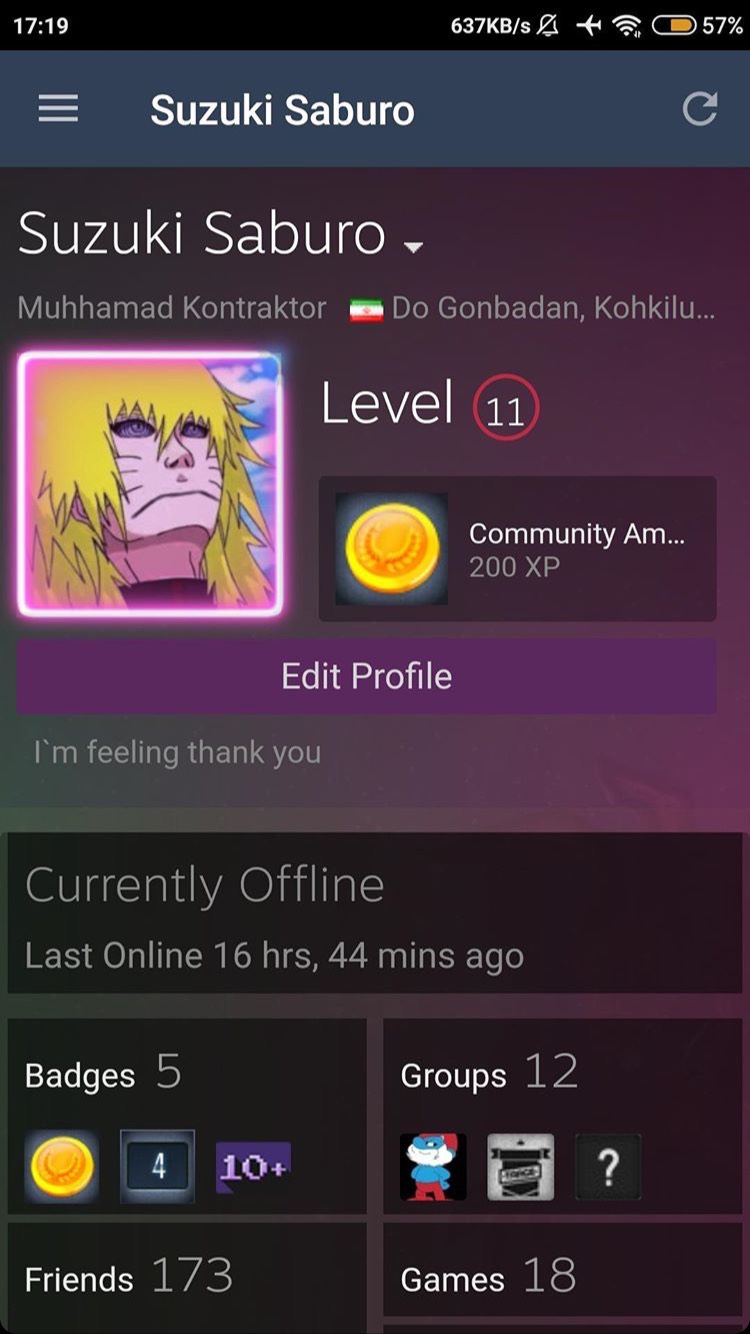 17:19 637KB/s 57%
Suzuki Saburo
Suzuki Saburo
Muhhamad Kontraktor Do Gonbadan, Kohkilu...
Level 11
Community Am...
200 XP
Edit Profile
I`m feeling thank you
Currently Offline
Last Online 16 hrs, 44 mins ago
Badges 5 Groups 12
4 10+ ?
Friends 173 Games 18